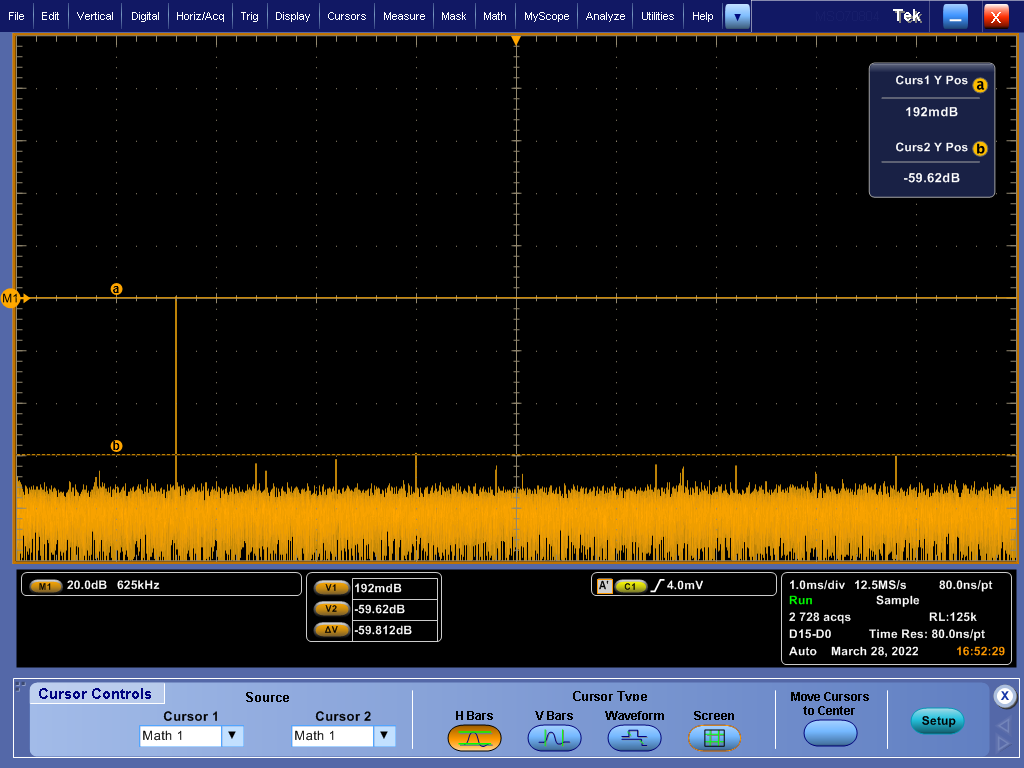 File Edit Vertical Digital Horiz/Acq Trig Display Cursors Measure Mask Math MyScope Analyze Utilities Help Tek X
Curs1 Y Pos a
192mdB
Curs2 Y Pos b
-59.62dB
a
M1
b
M1 20.0dB 625kHz
V1 192mdB
V2 -59.62dB
ΔV -59.812dB
A' C1 4.0mV
1.0ms/div 12.5MS/s 80.0ns/pt
Run Sample
2 728 acqs RL:125k
D15-D0 Time Res: 80.0ns/pt
Auto March 28, 2022 16:52:29
Cursor Controls
Source
Cursor 1 Cursor 2
Math 1 Math 1
Cursor Type
H Bars V Bars Waveform Screen
Move Cursors
to Center
Setup
X